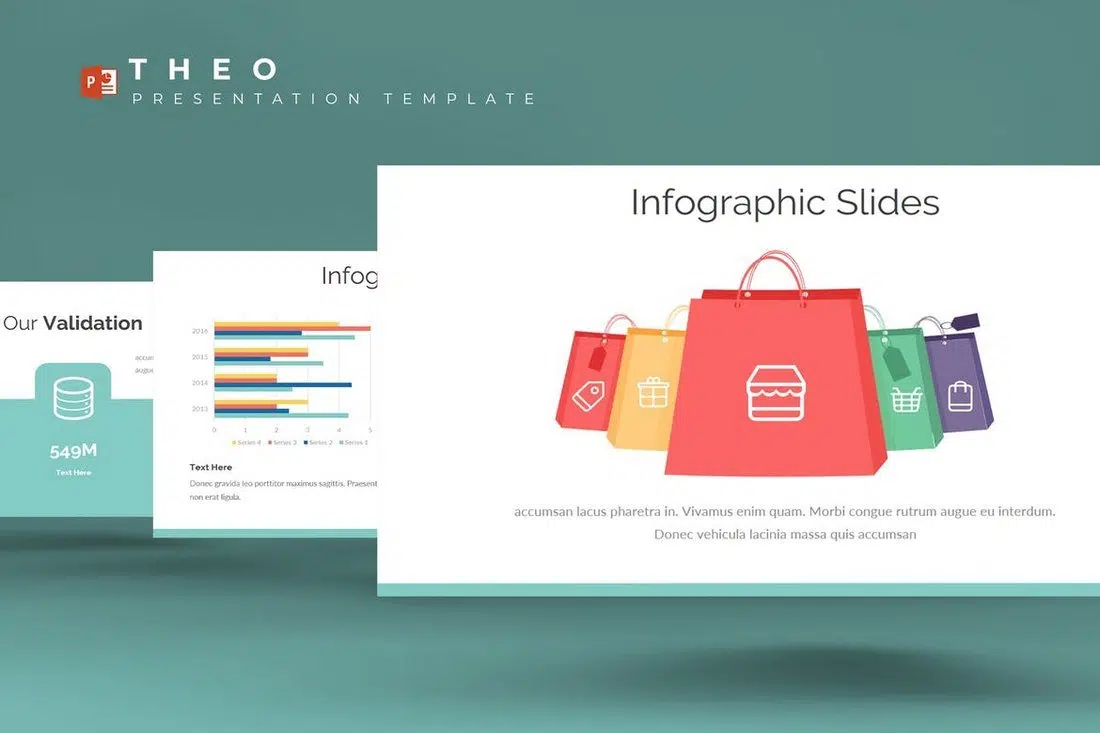 P
THEO
PRESENTATION TEMPLATE
Our Validation
549M
Text Here
Infog
2016
2015
2014
2013
0 1 2 3 4 5
Series 4 Series 3 Series 2 Series 1
Text Here
Donec gravida leo porttitor maximus sagittis. Praesent
non erat ligula.
Infographic Slides
accumsan lacus pharetra in. Vivamus enim quam. Morbi congue rutrum augue eu interdum.
Donec vehicula lacinia massa quis accumsan